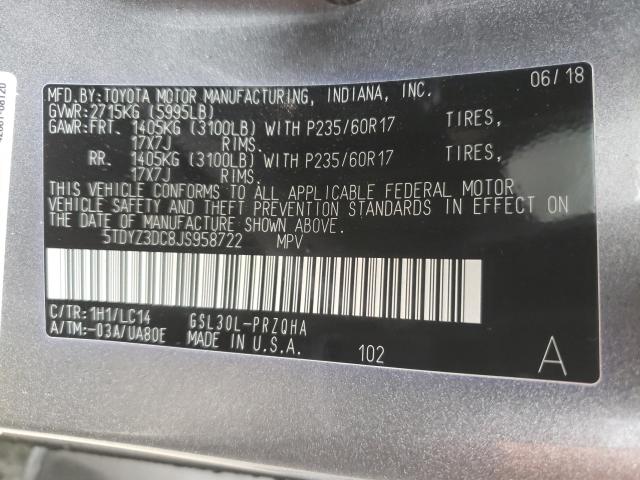 MFD.BY:TOYOTA MOTOR MANUFACTURING, INDIANA, INC. 06/18
GVWR:2715KG (5995LB)
GAWR:FRT. 1405KG (3100LB) WITH P235/60R17 TIRES,
17X7J RIMS.
RR. 1405KG (3100LB) WITH P235/60R17 TIRES,
17X7J RIMS.
THIS VEHICLE CONFORMS TO ALL APPLICABLE FEDERAL MOTOR
VEHICLE SAFETY AND THEFT PREVENTION STANDARDS IN EFFECT ON
THE DATE OF MANUFACTURE SHOWN ABOVE.
5TDYZ3DC8JS958722 MPV
C/TR: 1H1/LC14 GSL30L-PRZQHA
A/TM:-03A/UA80E MADE IN U.S.A. 102 A